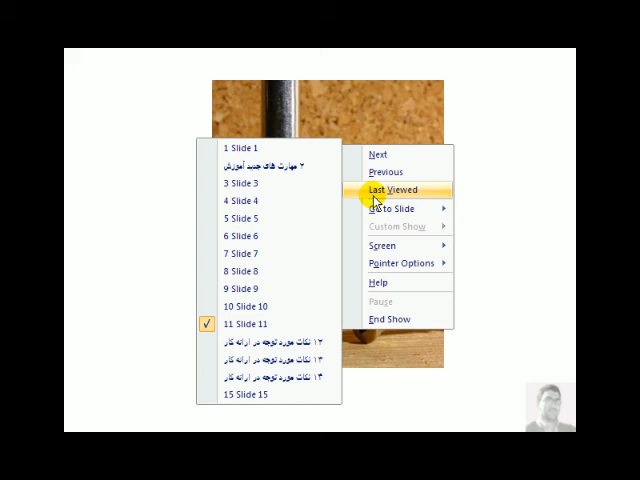 1 Slide 1
۲ مهارت های جدید آموزش
3 Slide 3
4 Slide 4
5 Slide 5
6 Slide 6
7 Slide 7
8 Slide 8
9 Slide 9
10 Slide 10
11 Slide 11
۱۲ نکات مورد توجه در ارائه کار
۱۳ نکات مورد توجه در ارائه کار
۱۴ نکات مورد توجه در ارائه کار
15 Slide 15
Next
Previous
Last Viewed
Go to Slide
Custom Show
Screen
Pointer Options
Help
Pause
End Show